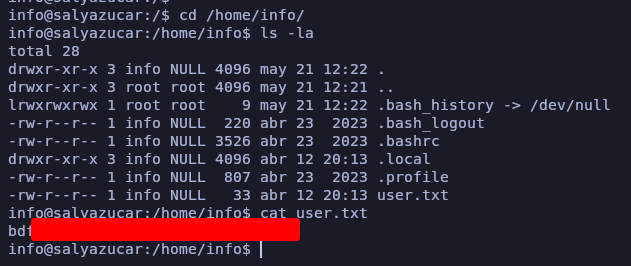 info@salyazucar:/$
info@salyazucar:/$ cd /home/info/
info@salyazucar:/home/info$ ls -la
total 28
drwxr-xr-x 3 info NULL 4096 may 21 12:22 .
drwxr-xr-x 3 root root 4096 may 21 12:21 ..
lrwxrwxrwx 1 root root    9 may 21 12:22 .bash_history -> /dev/null
-rw-r--r-- 1 info NULL  220 abr 23  2023 .bash_logout
-rw-r--r-- 1 info NULL 3526 abr 23  2023 .bashrc
drwxr-xr-x 3 info NULL 4096 abr 12 20:13 .local
-rw-r--r-- 1 info NULL  807 abr 23  2023 .profile
-rw-r--r-- 1 info NULL   33 abr 12 20:13 user.txt
info@salyazucar:/home/info$ cat user.txt
bdf
info@salyazucar:/home/info$